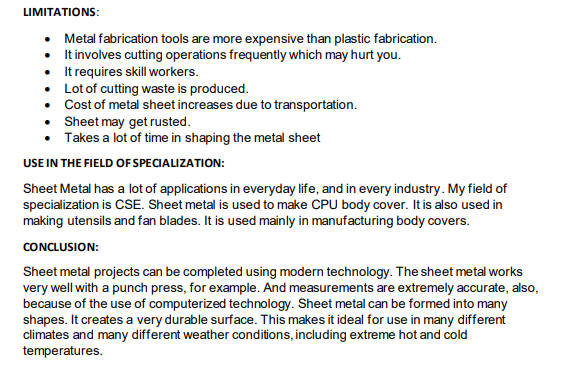 LIMITATIONS:
• Metal fabrication tools are more expensive than plastic fabrication.
• It involves cutting operations frequently which may hurt you.
• It requires skill workers.
• Lot of cutting waste is produced.
• Cost of metal sheet increases due to transportation.
• Sheet may get rusted.
• Takes a lot of time in shaping the metal sheet
USE IN THE FIELD OF SPECIALIZATION:
Sheet Metal has a lot of applications in everyday life, and in every industry. My field of
specialization is CSE. Sheet metal is used to make CPU body cover. It is also used in
making utensils and fan blades. It is used mainly in manufacturing body covers.
CONCLUSION:
Sheet metal projects can be completed using modern technology. The sheet metal works
very well with a punch press, for example. And measurements are extremely accurate, also,
because of the use of computerized technology. Sheet metal can be formed into many
shapes. It creates a very durable surface. This makes it ideal for use in many different
climates and many different weather conditions, including extreme hot and cold
temperatures.